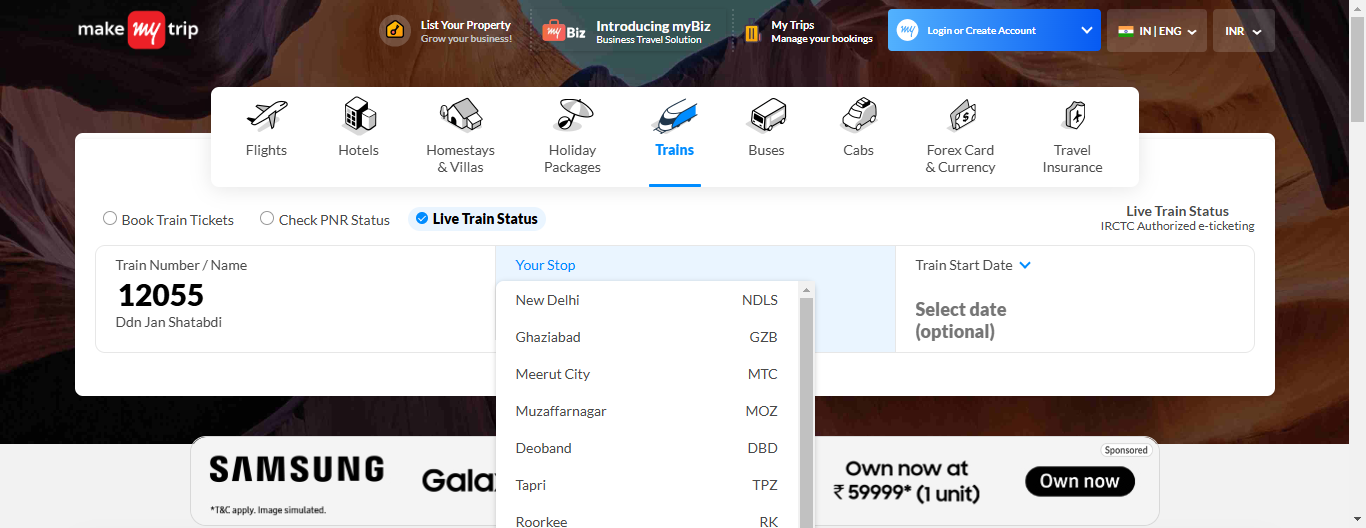 make my trip
List Your Property
Grow your business!
my Biz
Introducing myBiz
Business Travel Solution
My Trips
Manage your bookings
my
Login or Create Account
IN | ENG
INR
Flights
Hotels
Homestays
& Villas
Holiday
Packages
Trains
Buses
Cabs
Forex Card
& Currency
Travel
Insurance
Book Train Tickets
Check PNR Status
Live Train Status
Live Train Status
IRCTC Authorized e-ticketing
Train Number / Name
12055
Ddn Jan Shatabdi
Your Stop
Train Start Date
Select date
(optional)
New Delhi NDLS
Ghaziabad GZB
Meerut City MTC
Muzaffarnagar MOZ
Deoband DBD
Tapri TPZ
Roorkee RK
SAMSUNG
*T&C apply. Image simulated.
Gala
Own now at
₹ 59999* (1 unit)
Sponsored
Own now